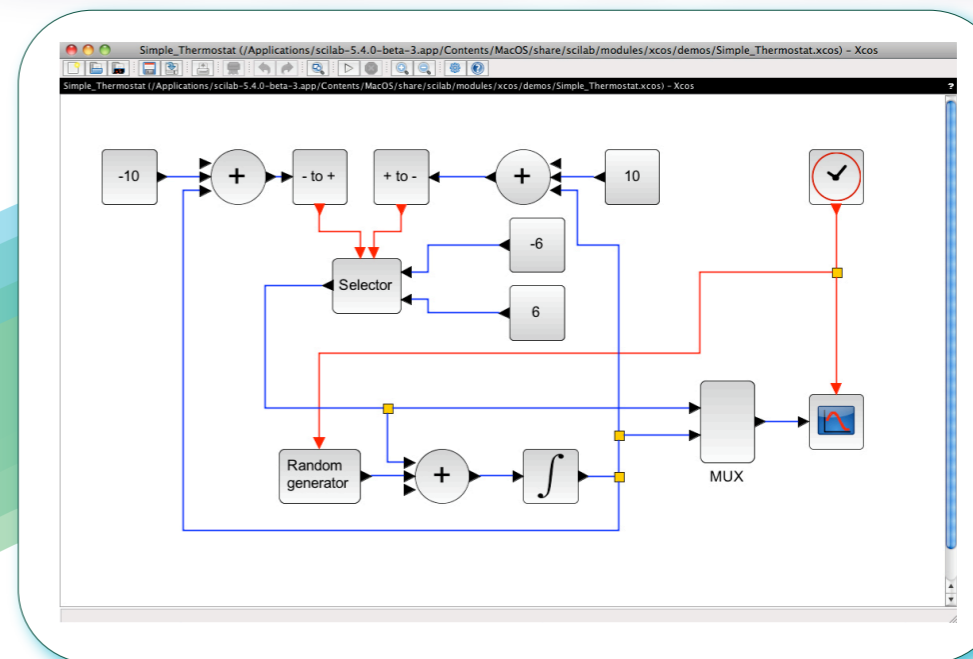 Simple_Thermostat (/Applications/scilab-5.4.0-beta-3.app/Contents/MacOS/share/scilab/modules/xcos/demos/Simple_Thermostat.xcos) – Xcos
Simple_Thermostat (/Applications/scilab-5.4.0-beta-3.app/Contents/MacOS/share/scilab/modules/xcos/demos/Simple_Thermostat.xcos) – Xcos ?
-10 + - to + + to - + 10
-6
Selector
6
Random
generator
+ ∫
MUX